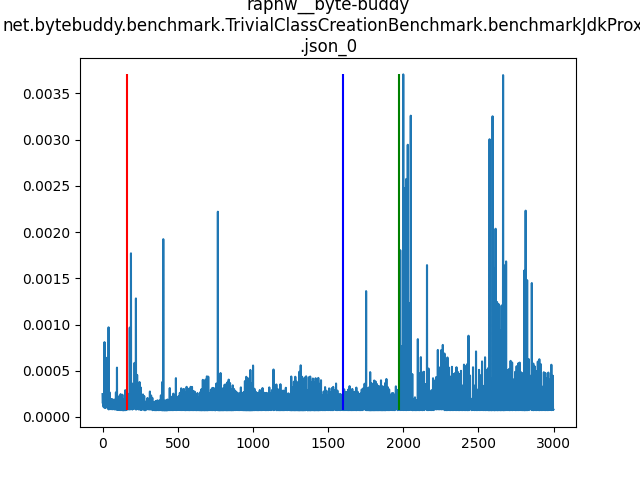 raphw__byte-buddy
net.bytebuddy.benchmark.TrivialClassCreationBenchmark.benchmarkJdkProx
.json_0
0.0035
0.0030
0.0025
0.0020
0.0015
0.0010
0.0005
0.0000
0 500 1000 1500 2000 2500 3000